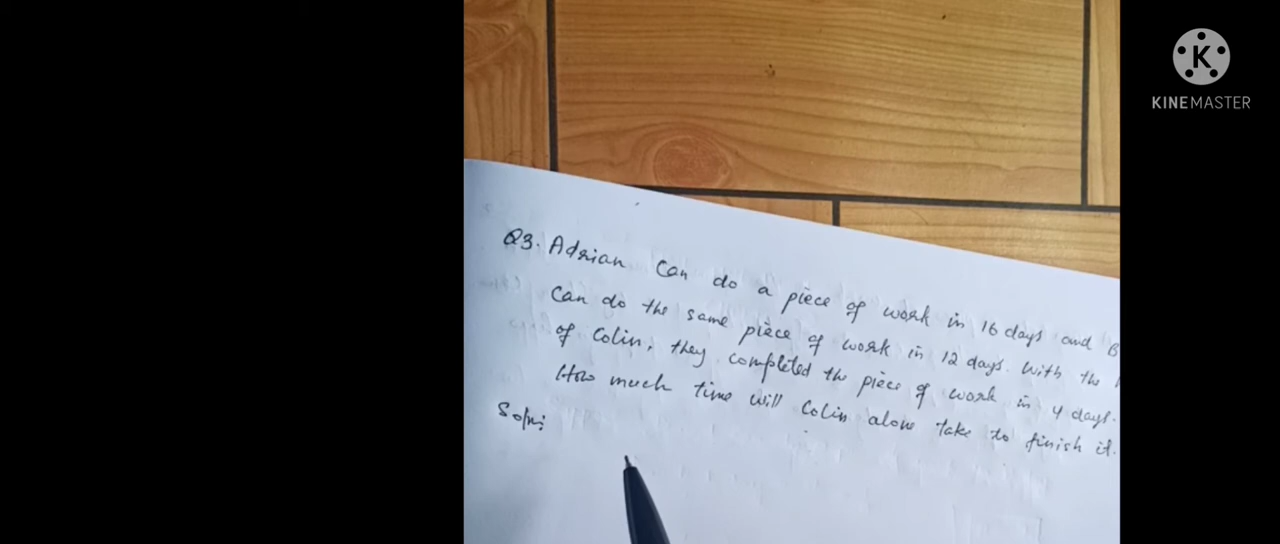 Q3. Adrian can do a piece of work in 16 days and B
can do the same piece of work in 12 days. With the
of Colin, they completed the piece of work in 4 days.
How much time will Colin alone take to finish it.
Soln:
K
KINEMASTER